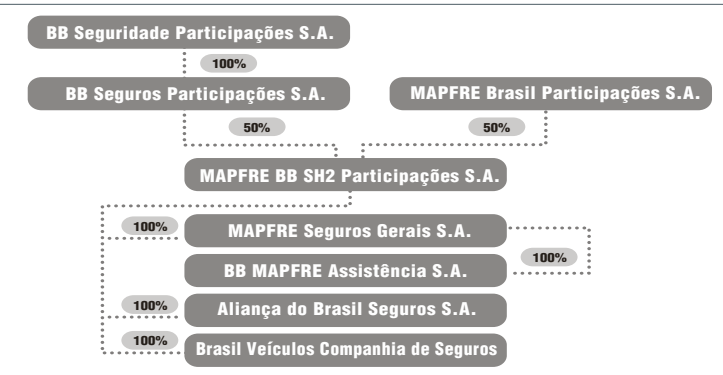 BB Seguridade Participações S.A.
100%
BB Seguros Participações S.A.
MAPFRE Brasil Participações S.A.
50%
50%
MAPFRE BB SH2 Participações S.A.
100%
MAPFRE Seguros Gerais S.A.
100%
BB MAPFRE Assistência S.A.
100%
Aliança do Brasil Seguros S.A.
100%
Brasil Veículos Companhia de Seguros